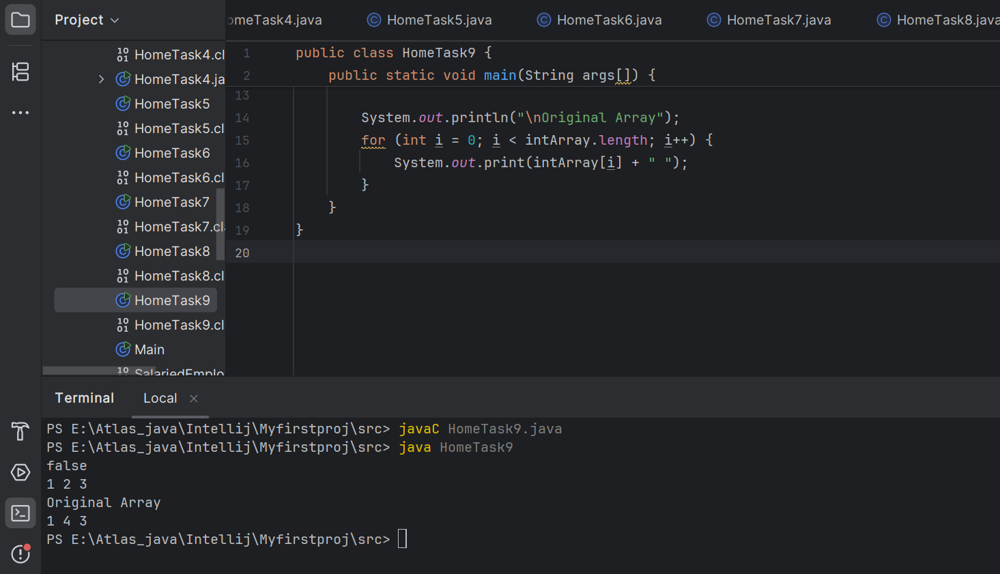 Project
HomeTask4.cl
HomeTask4.ja
HomeTask5
HomeTask5.cl
HomeTask6
HomeTask6.cl
HomeTask7
HomeTask7.cla
HomeTask8
HomeTask8.cl
HomeTask9
HomeTask9.cl
Main
SalariedEmplo
omeTask4.java HomeTask5.java HomeTask6.java HomeTask7.java HomeTask8.java
1 public class HomeTask9 {
2 public static void main(String args[]) {
13
14 System.out.println("\nOriginal Array");
15 for (int i = 0; i < intArray.length; i++) {
16 System.out.print(intArray[i] + " ");
17 }
18 }
19 }
20
Terminal Local
PS E:\Atlas_java\Intellij\Myfirstproj\src> javaC HomeTask9.java
PS E:\Atlas_java\Intellij\Myfirstproj\src> java HomeTask9
false
1 2 3
Original Array
1 4 3
PS E:\Atlas_java\Intellij\Myfirstproj\src>